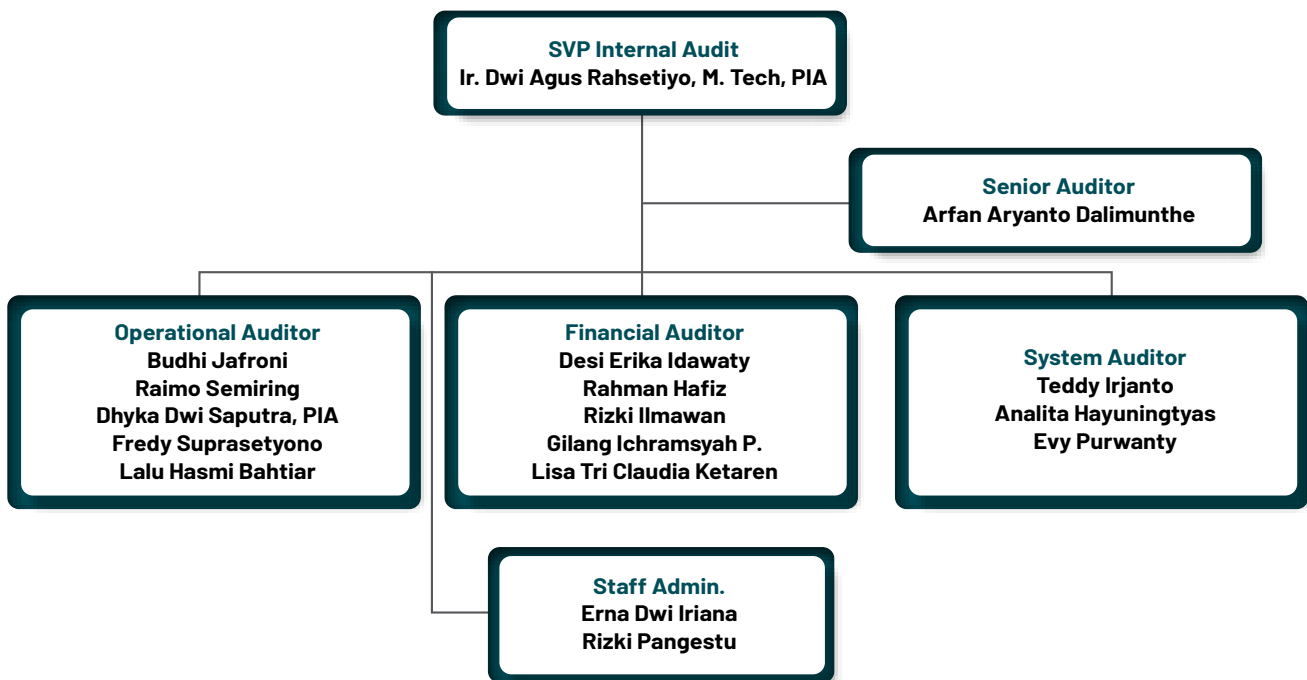 SVP Internal Audit
Ir. Dwi Agus Rahsetiyo, M. Tech, PIA
Senior Auditor
Arfan Aryanto Dalimunthe
Operational Auditor
Budhi Jafroni
Raimo Semiring
Dhyka Dwi Saputra, PIA
Fredy Suprasetyono
Lalu Hasmi Bahtiar
Financial Auditor
Desi Erika Idawaty
Rahman Hafiz
Rizki Ilmawan
Gilang Ichramsyah P.
Lisa Tri Claudia Ketaren
System Auditor
Teddy Irjanto
Analita Hayuningtyas
Evy Purwanty
Staff Admin.
Erna Dwi Iriana
Rizki Pangestu